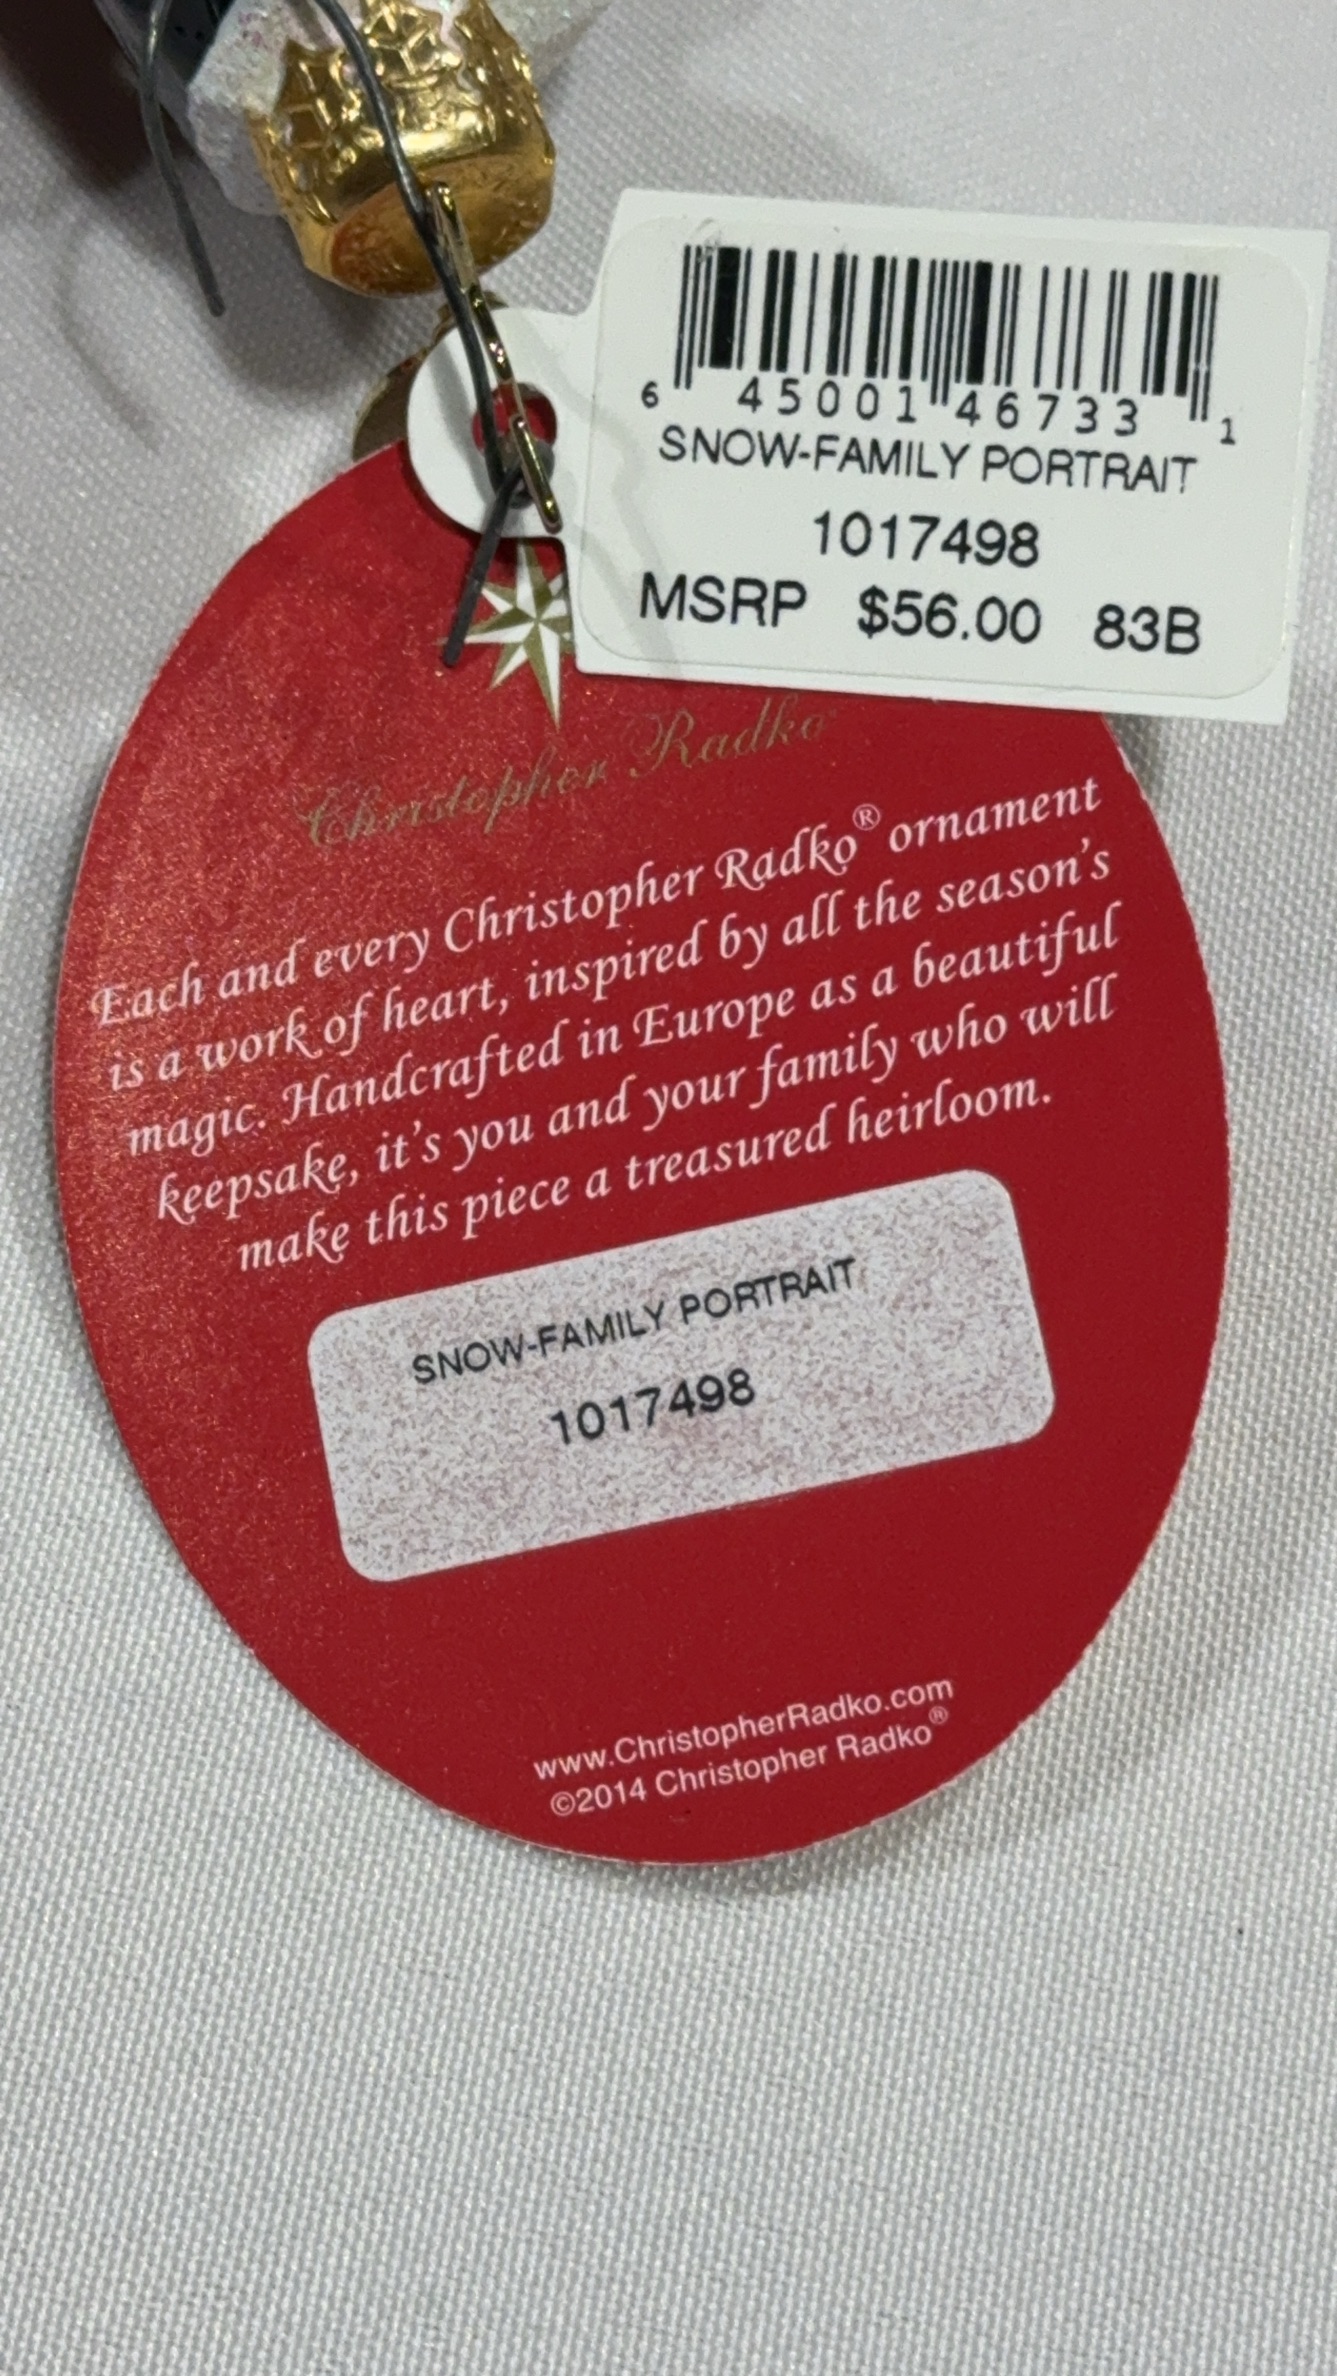 6 45001 46733 1
SNOW-FAMILY PORTRAIT
1017498
MSRP $56.00 83B
Christopher Radko®
Each and every Christopher Radko® ornament
is a work of heart, inspired by all the season's
magic. Handcrafted in Europe as a beautiful
keepsake, it's you and your family who will
make this piece a treasured heirloom.
SNOW-FAMILY PORTRAIT
1017498
www.ChristopherRadko.com
©2014 Christopher Radko®